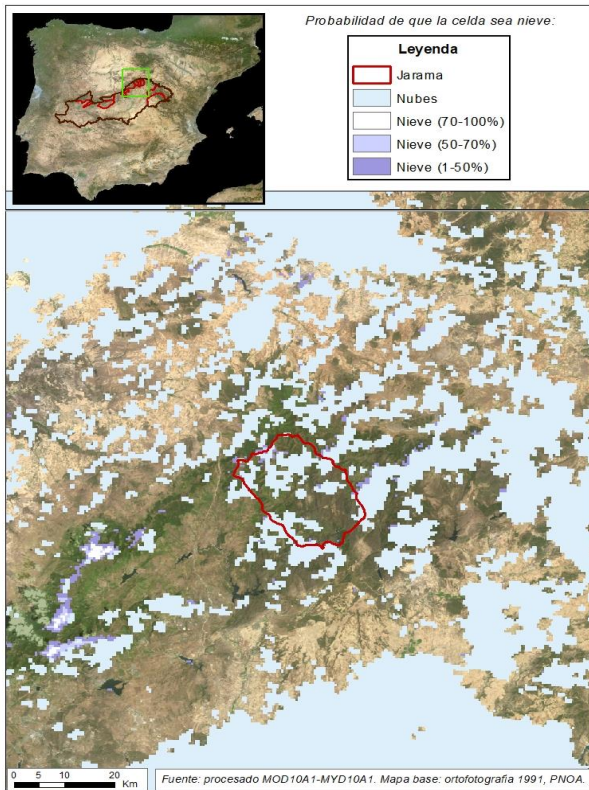 Probabilidad de que la celda sea nieve:
Leyenda
Jarama
Nubes
Nieve (70-100%)
Nieve (50-70%)
Nieve (1-50%)
0 5 10 20
Km
Fuente: procesado MOD10A1-MYD10A1. Mapa base: ortofotografia 1991, PNOA.